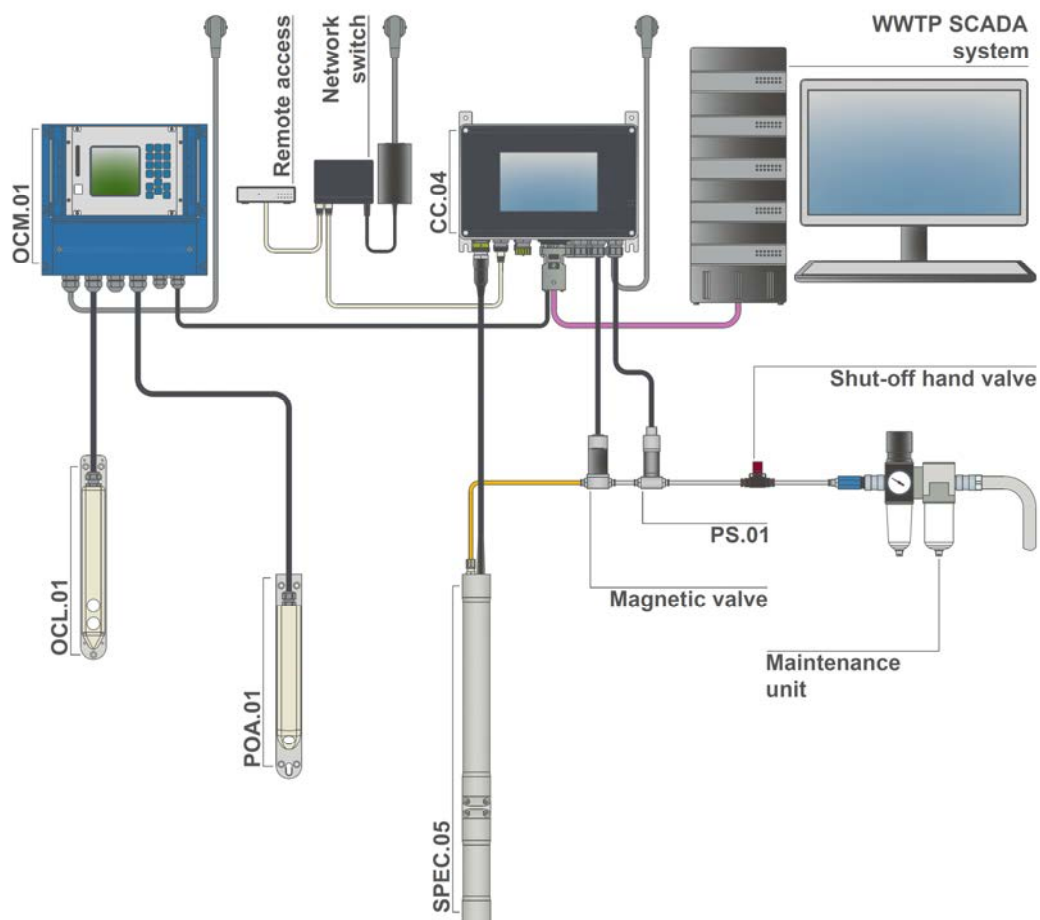 WWTP SCADA
system
Remote access
Network
switch
OCM.01
CC.04
Shut-off hand valve
PS.01
Magnetic valve
Maintenance
unit
OCL.01
POA.01
SPEC.05